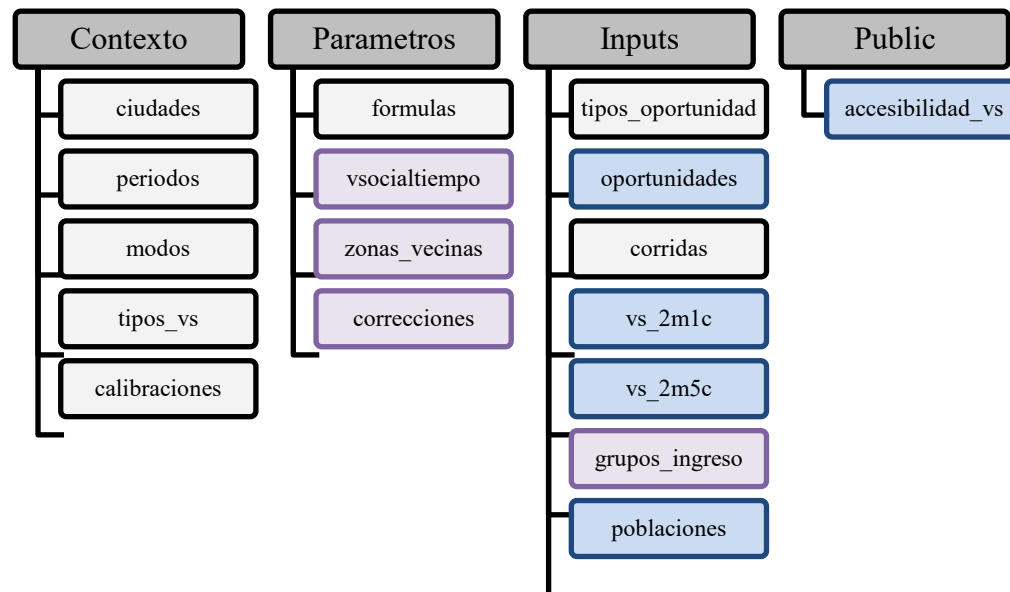 Contexto
ciudades
periodos
modos
tipos_vs
calibraciones
Parametros
formulas
vsocialtiempo
zonas_vecinas
correcciones
Inputs
tipos_oportunidad
oportunidades
corridas
vs_2m1c
vs_2m5c
grupos_ingreso
poblaciones
Public
accesibilidad_vs